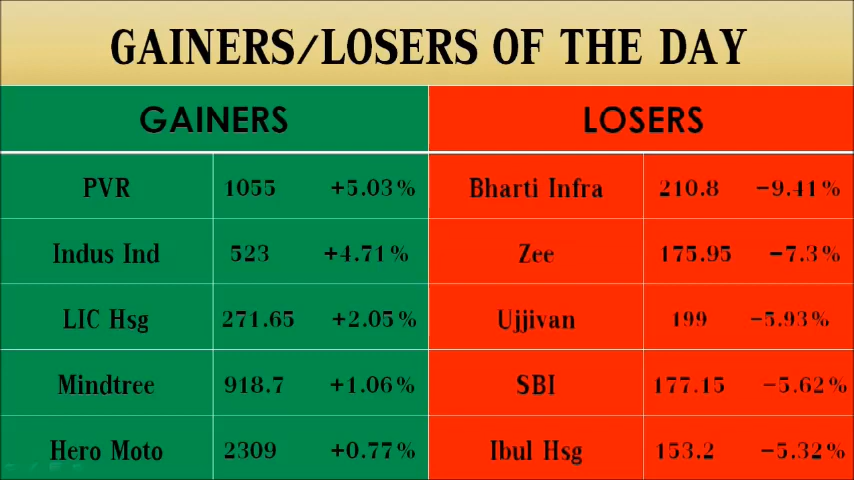 GAINERS/LOSERS OF THE DAY
GAINERS LOSERS
PVR 1055 +5.03% Bharti Infra 210.8 -9.41%
Indus Ind 523 +4.71% Zee 175.95 -7.3%
LIC Hsg 271.65 +2.05% Ujjivan 199 -5.93%
Mindtree 918.7 +1.06% SBI 177.15 -5.62%
Hero Moto 2309 +0.77% Ibul Hsg 153.2 -5.32%